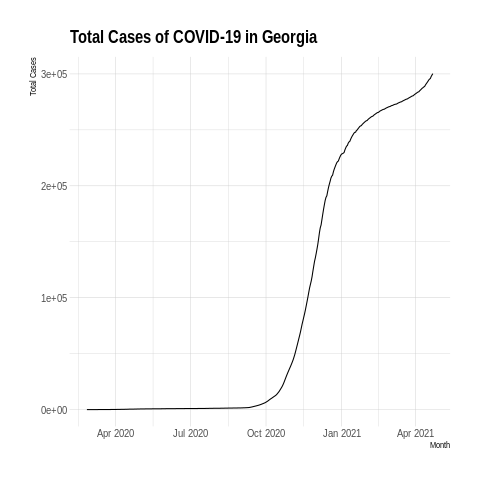 Total Cases of COVID-19 in Georgia
Total Cases
3e+05
2e+05
1e+05
0e+00
Apr 2020 Jul 2020 Oct 2020 Jan 2021 Apr 2021
Month